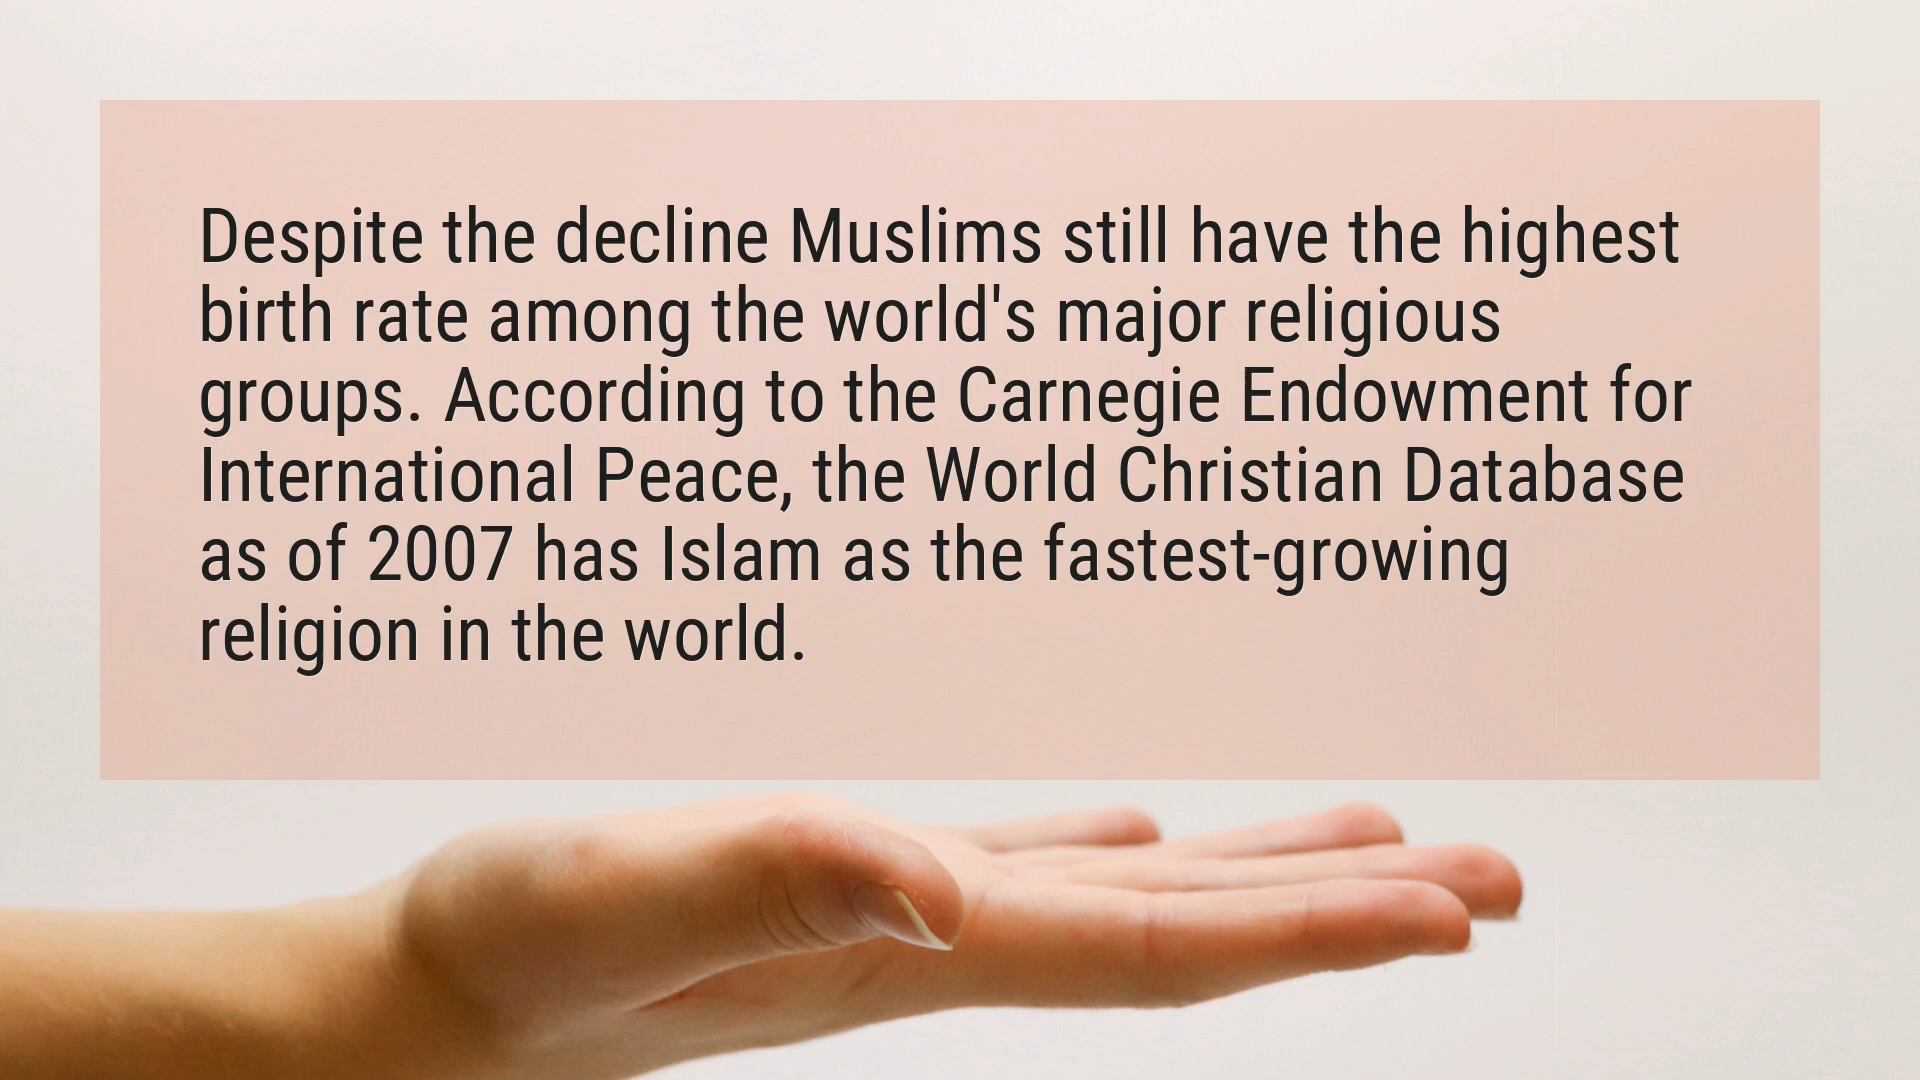 Despite the decline Muslims still have the highest
birth rate among the world's major religious
groups. According to the Carnegie Endowment for
International Peace, the World Christian Database
as of 2007 has Islam as the fastest-growing
religion in the world.